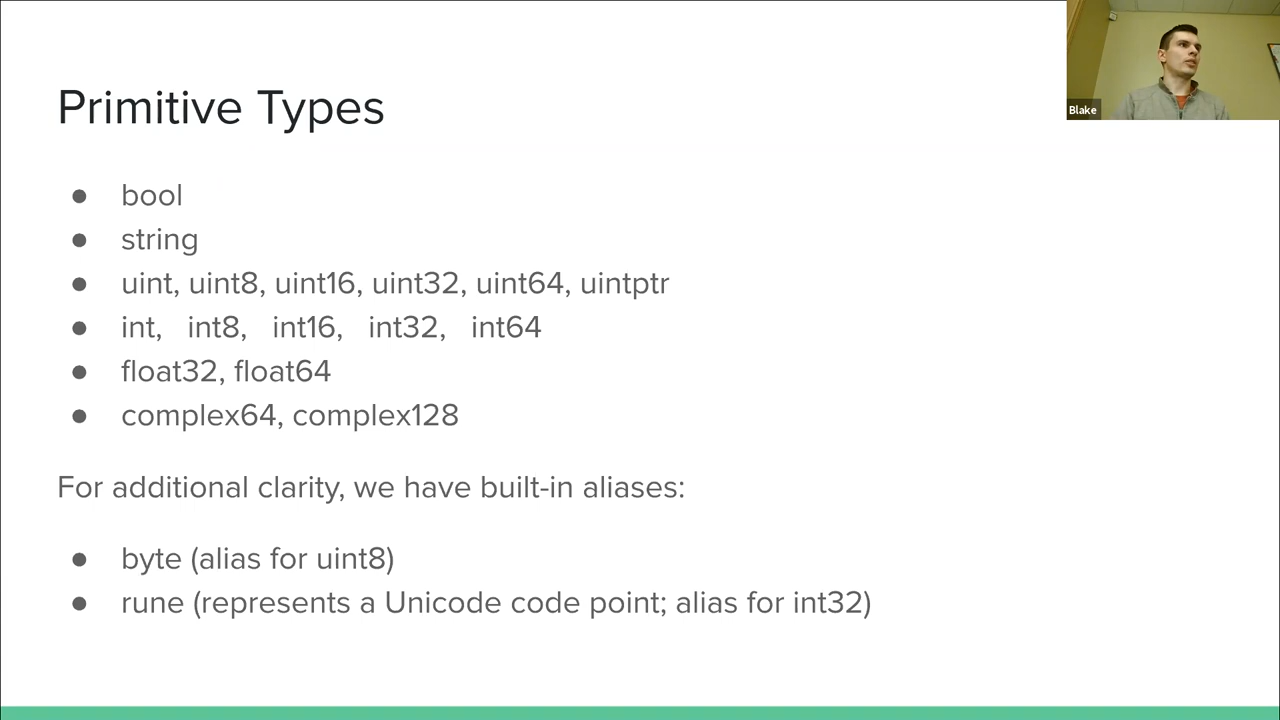 Primitive Types
Blake
● bool
● string
● uint, uint8, uint16, uint32, uint64, uintptr
● int, int8, int16, int32, int64
● float32, float64
● complex64, complex128
For additional clarity, we have built-in aliases:
● byte (alias for uint8)
● rune (represents a Unicode code point; alias for int32)